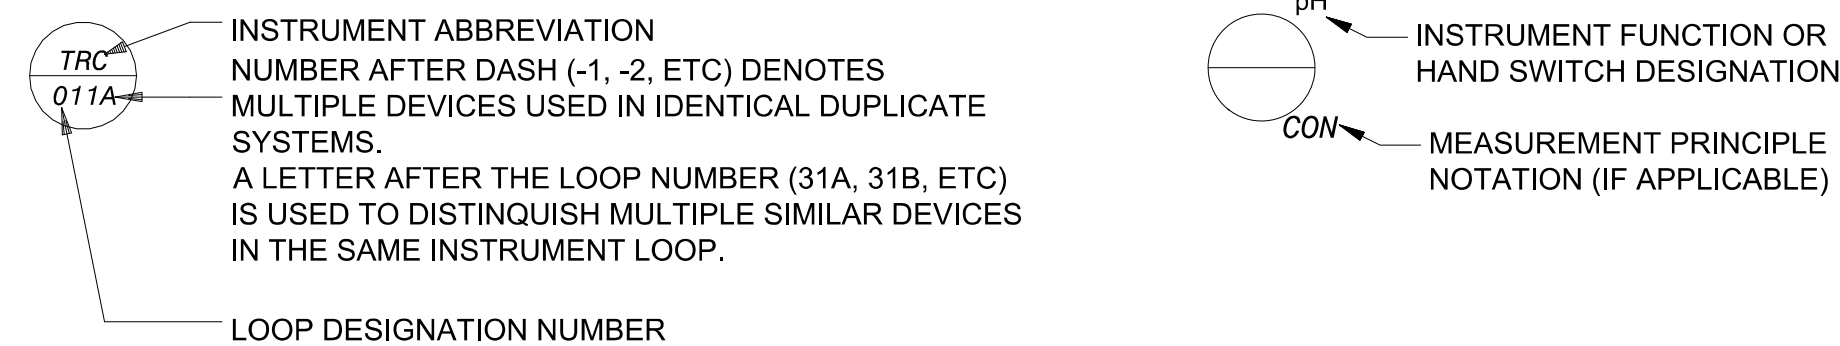 TRC
011A
INSTRUMENT ABBREVIATION
NUMBER AFTER DASH (-1, -2, ETC) DENOTES
MULTIPLE DEVICES USED IN IDENTICAL DUPLICATE
SYSTEMS.
A LETTER AFTER THE LOOP NUMBER (31A, 31B, ETC)
IS USED TO DISTINQUISH MULTIPLE SIMILAR DEVICES
IN THE SAME INSTRUMENT LOOP.
LOOP DESIGNATION NUMBER
pH
INSTRUMENT FUNCTION OR
HAND SWITCH DESIGNATION
CON
MEASUREMENT PRINCIPLE
NOTATION (IF APPLICABLE)